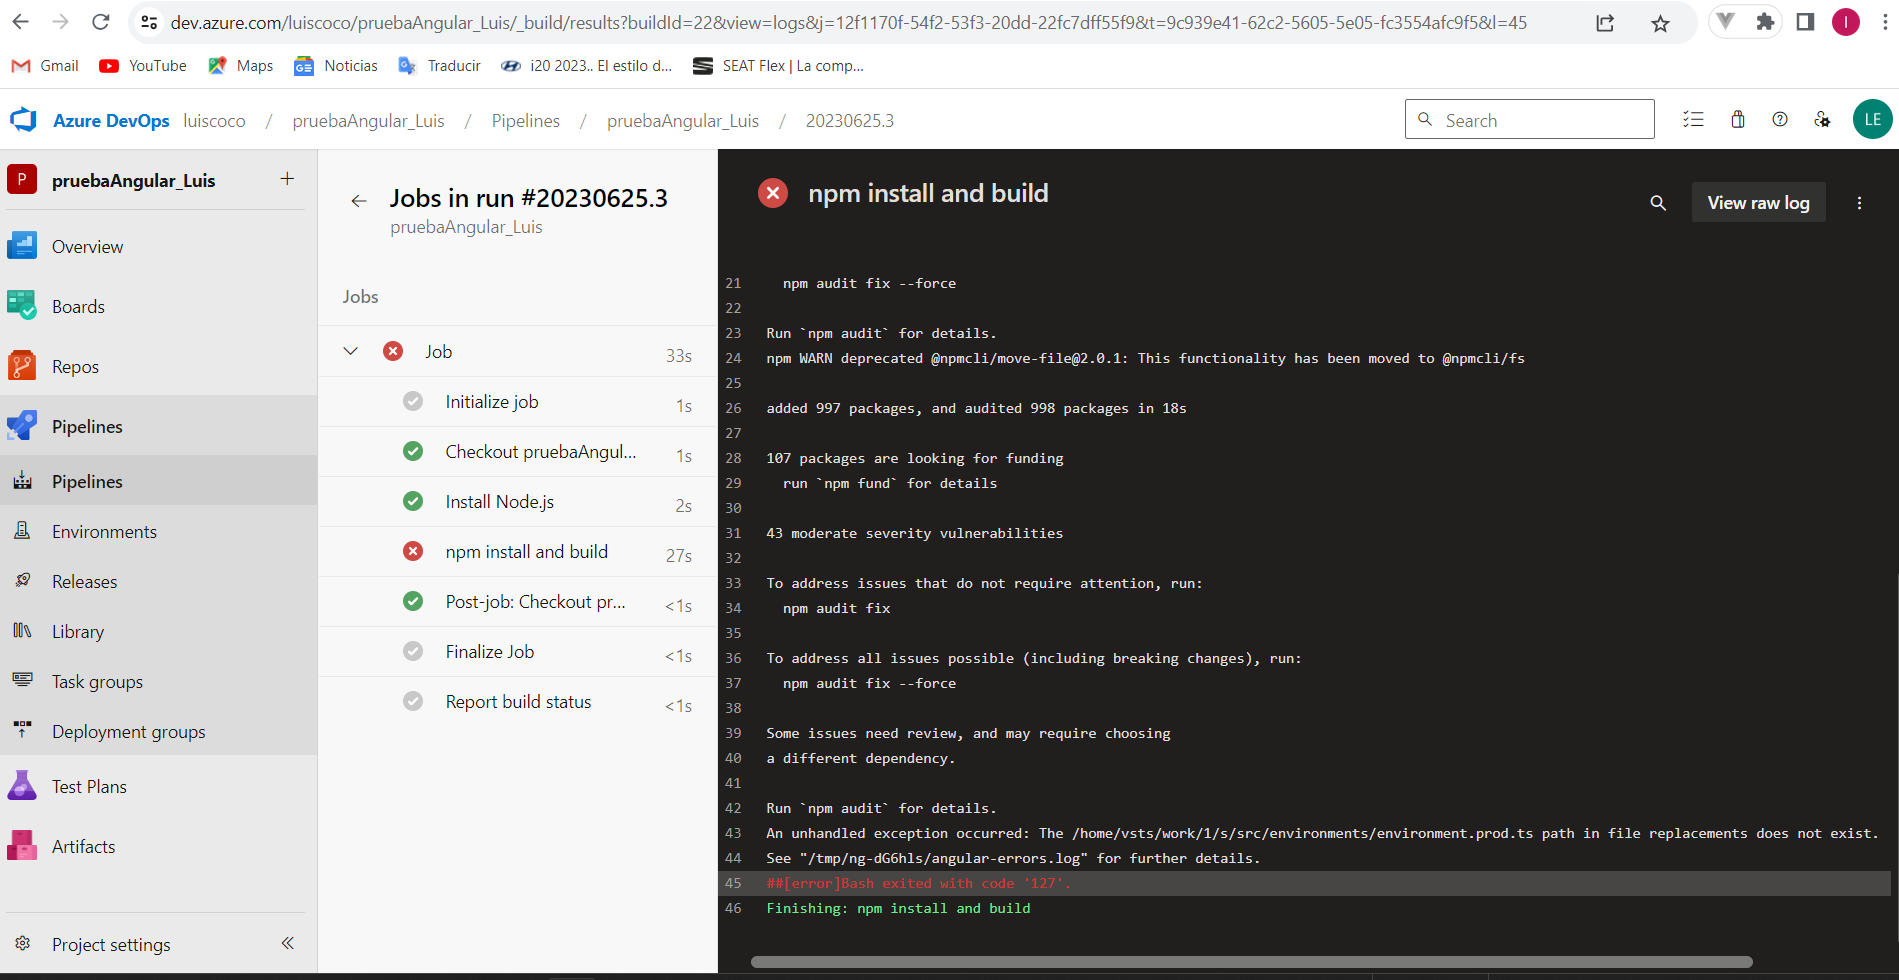 dev.azure.com/luiscoco/pruebaAngular_Luis/_build/results?buildId=22&view=logs&j=12f1170f-54f2-53f3-20dd-22fc7dff55f9&t=9c939e41-62c2-5605-5e05-fc3554afc9f5&l=45
I
Gmail
YouTube
Maps
Noticias
Traducir
i20 2023.. El estilo d...
SEAT Flex | La comp...
Azure DevOps
luiscoco
/
pruebaAngular_Luis
/
Pipelines
/
pruebaAngular_Luis
/
20230625.3
Search
LE
P
pruebaAngular_Luis
+
Overview
Boards
Repos
Pipelines
Pipelines
Environments
Releases
Library
Task groups
Deployment groups
Test Plans
Artifacts
Project settings
Jobs in run #20230625.3
pruebaAngular_Luis
Jobs
Job 33s
Initialize job 1s
Checkout pruebaAngul... 1s
Install Node.js 2s
npm install and build 27s
Post-job: Checkout pr... <1s
Finalize Job <1s
Report build status <1s
npm install and build
View raw log
21 npm audit fix --force
22
23 Run `npm audit` for details.
24 npm WARN deprecated @npmcli/move-file@2.0.1: This functionality has been moved to @npmcli/fs
25
26 added 997 packages, and audited 998 packages in 18s
27
28 107 packages are looking for funding
29 run `npm fund` for details
30
31 43 moderate severity vulnerabilities
32
33 To address issues that do not require attention, run:
34 npm audit fix
35
36 To address all issues possible (including breaking changes), run:
37 npm audit fix --force
38
39 Some issues need review, and may require choosing
40 a different dependency.
41
42 Run `npm audit` for details.
43 An unhandled exception occurred: The /home/vsts/work/1/s/src/environments/environment.prod.ts path in file replacements does not exist.
44 See "/tmp/ng-dG6hls/angular-errors.log" for further details.
45 ##[error]Bash exited with code '127'.
46 Finishing: npm install and build